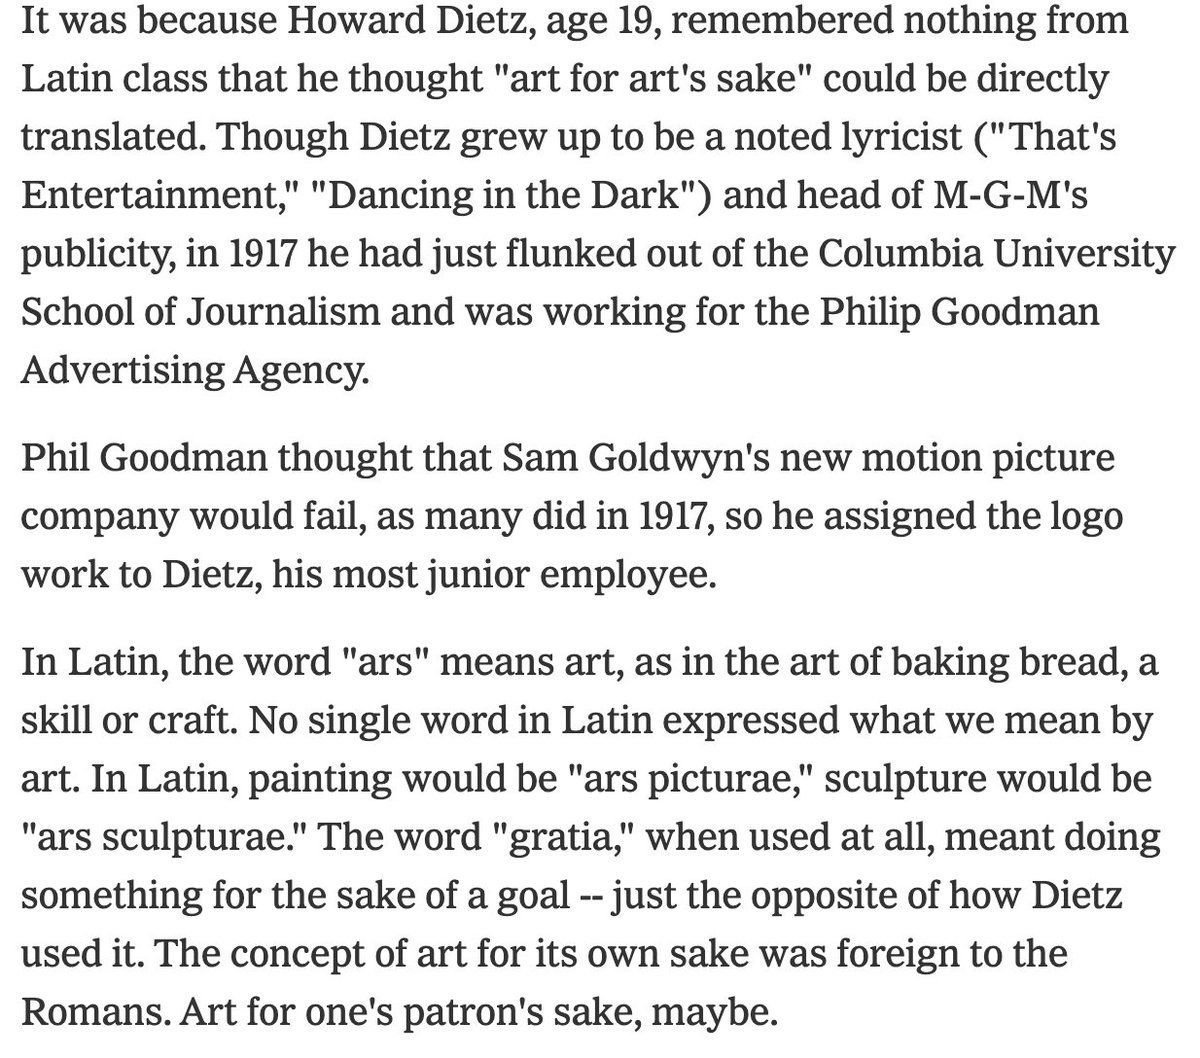 It was because Howard Dietz, age 19, remembered nothing from
Latin class that he thought "art for art's sake" could be directly
translated. Though Dietz grew up to be a noted lyricist ("That's
Entertainment," "Dancing in the Dark") and head of M-G-M's
publicity, in 1917 he had just flunked out of the Columbia University
School of Journalism and was working for the Philip Goodman
Advertising Agency.
Phil Goodman thought that Sam Goldwyn's new motion picture
company would fail, as many did in 1917, so he assigned the logo
work to Dietz, his most junior employee.
In Latin, the word "ars" means art, as in the art of baking bread, a
skill or craft. No single word in Latin expressed what we mean by
art. In Latin, painting would be "ars picturae," sculpture would be
"ars sculpturae." The word "gratia," when used at all, meant doing
something for the sake of a goal -- just the opposite of how Dietz
used it. The concept of art for its own sake was foreign to the
Romans. Art for one's patron's sake, maybe.